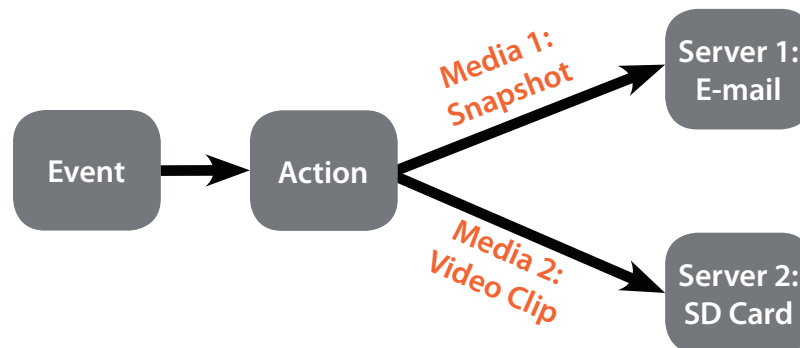 Event
Action
Media 1:
Snapshot
Media 2:
Video Clip
Server 1:
E-mail
Server 2:
SD Card